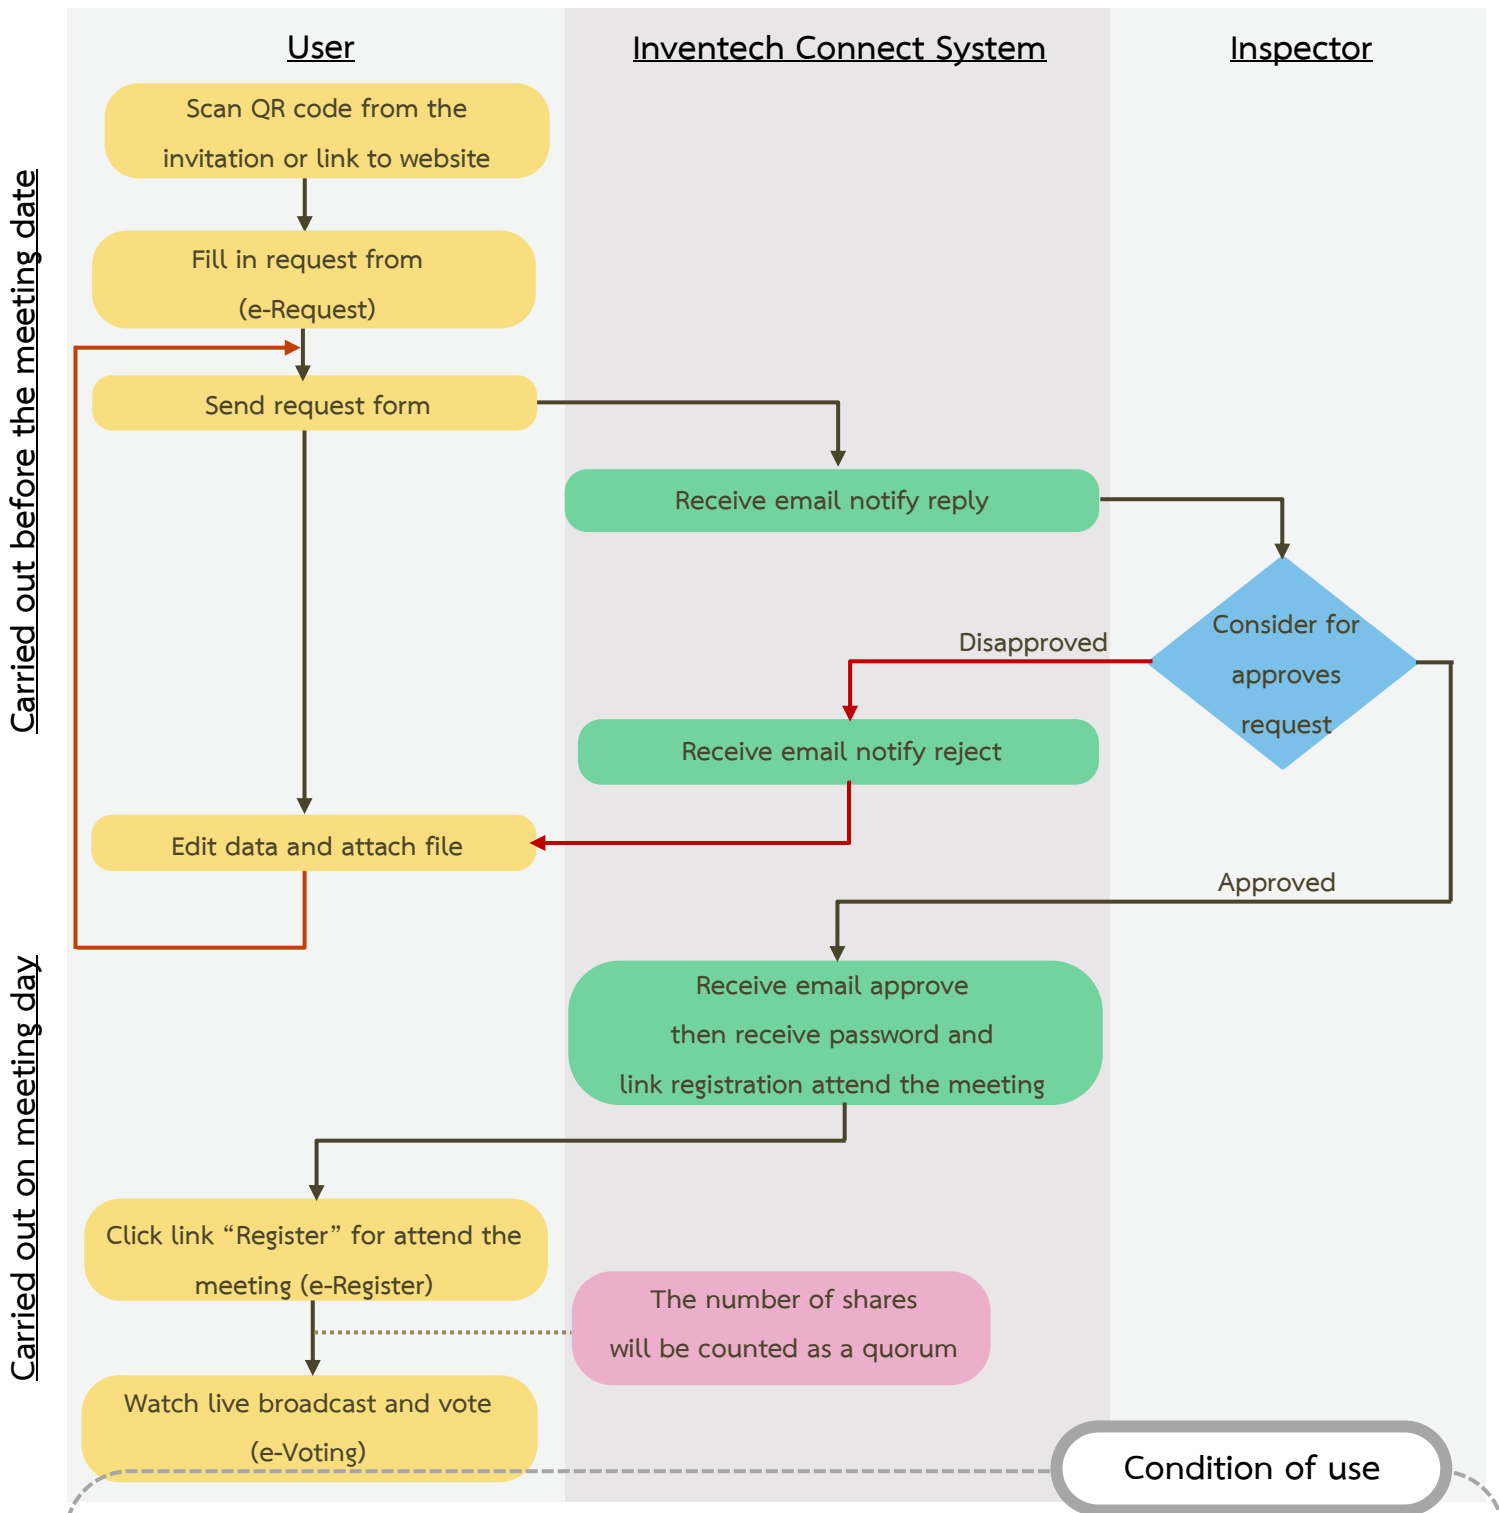 User
Inventech Connect System
Inspector
Carried out before the meeting date
Scan QR code from the
invitation or link to website
Fill in request from
(e-Request)
Send request form
Receive email notify reply
Consider for
approves
request
Disapproved
Receive email notify reject
Edit data and attach file
Approved
Carried out on meeting day
Receive email approve
then receive password and
link registration attend the meeting
Click link “Register” for attend the
meeting (e-Register)
The number of shares
will be counted as a quorum
Watch live broadcast and vote
(e-Voting)
Condition of use